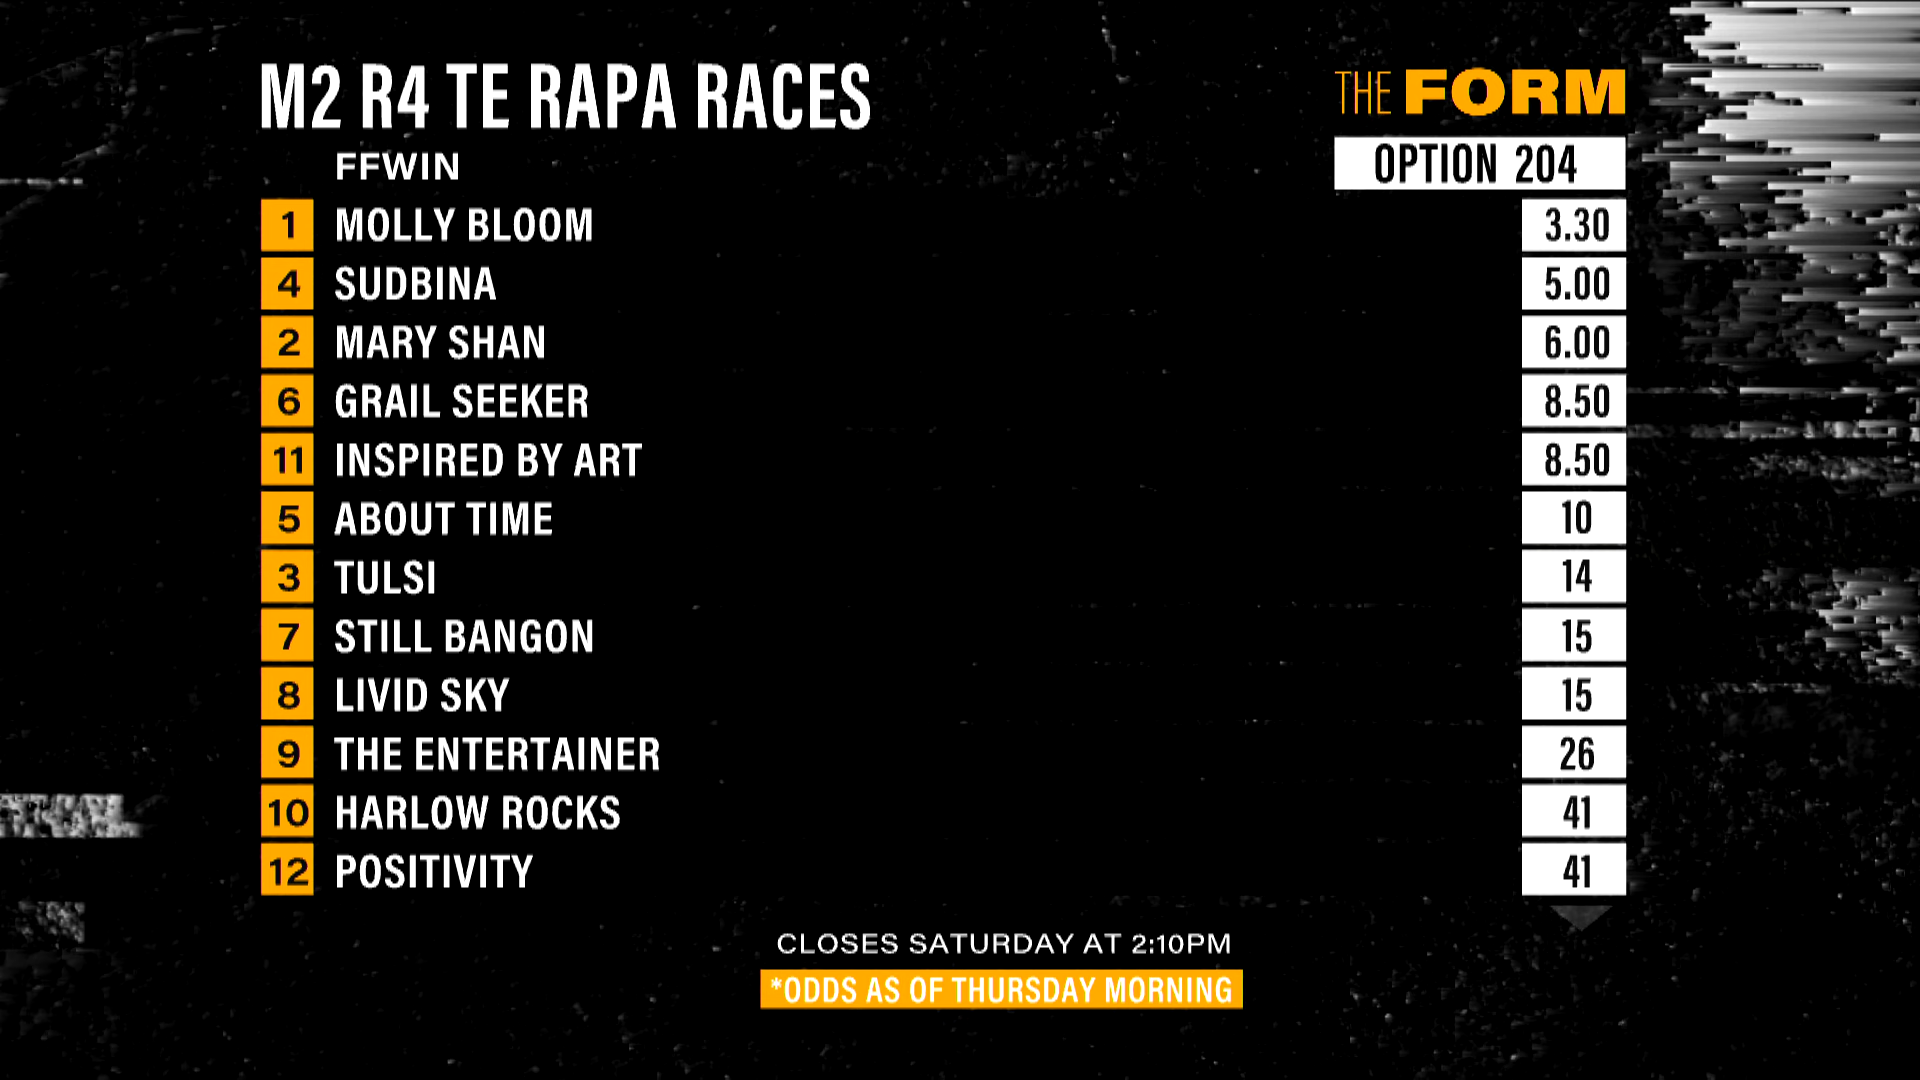 M2 R4 TE RAPA RACES
THE FORM
FFWIN
OPTION 204
1 MOLLY BLOOM 3.30
4 SUDBINA 5.00
2 MARY SHAN 6.00
6 GRAIL SEEKER 8.50
11 INSPIRED BY ART 8.50
5 ABOUT TIME 10
3 TULSI 14
7 STILL BANGON 15
8 LIVID SKY 15
9 THE ENTERTAINER 26
10 HARLOW ROCKS 41
12 POSITIVITY 41
CLOSES SATURDAY AT 2:10PM
*ODDS AS OF THURSDAY MORNING